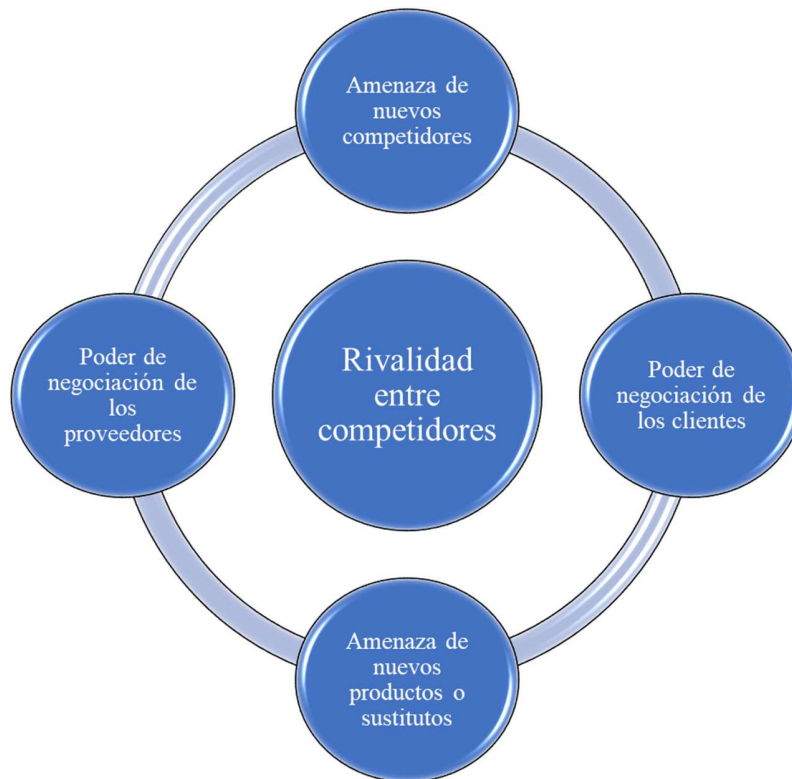 Amenaza de
nuevos
competidores
Poder de
negociación de
los
proveedores
Rivalidad
entre
competidores
Poder de
negociación de
los clientes
Amenaza de
nuevos
productos o
sustitutos